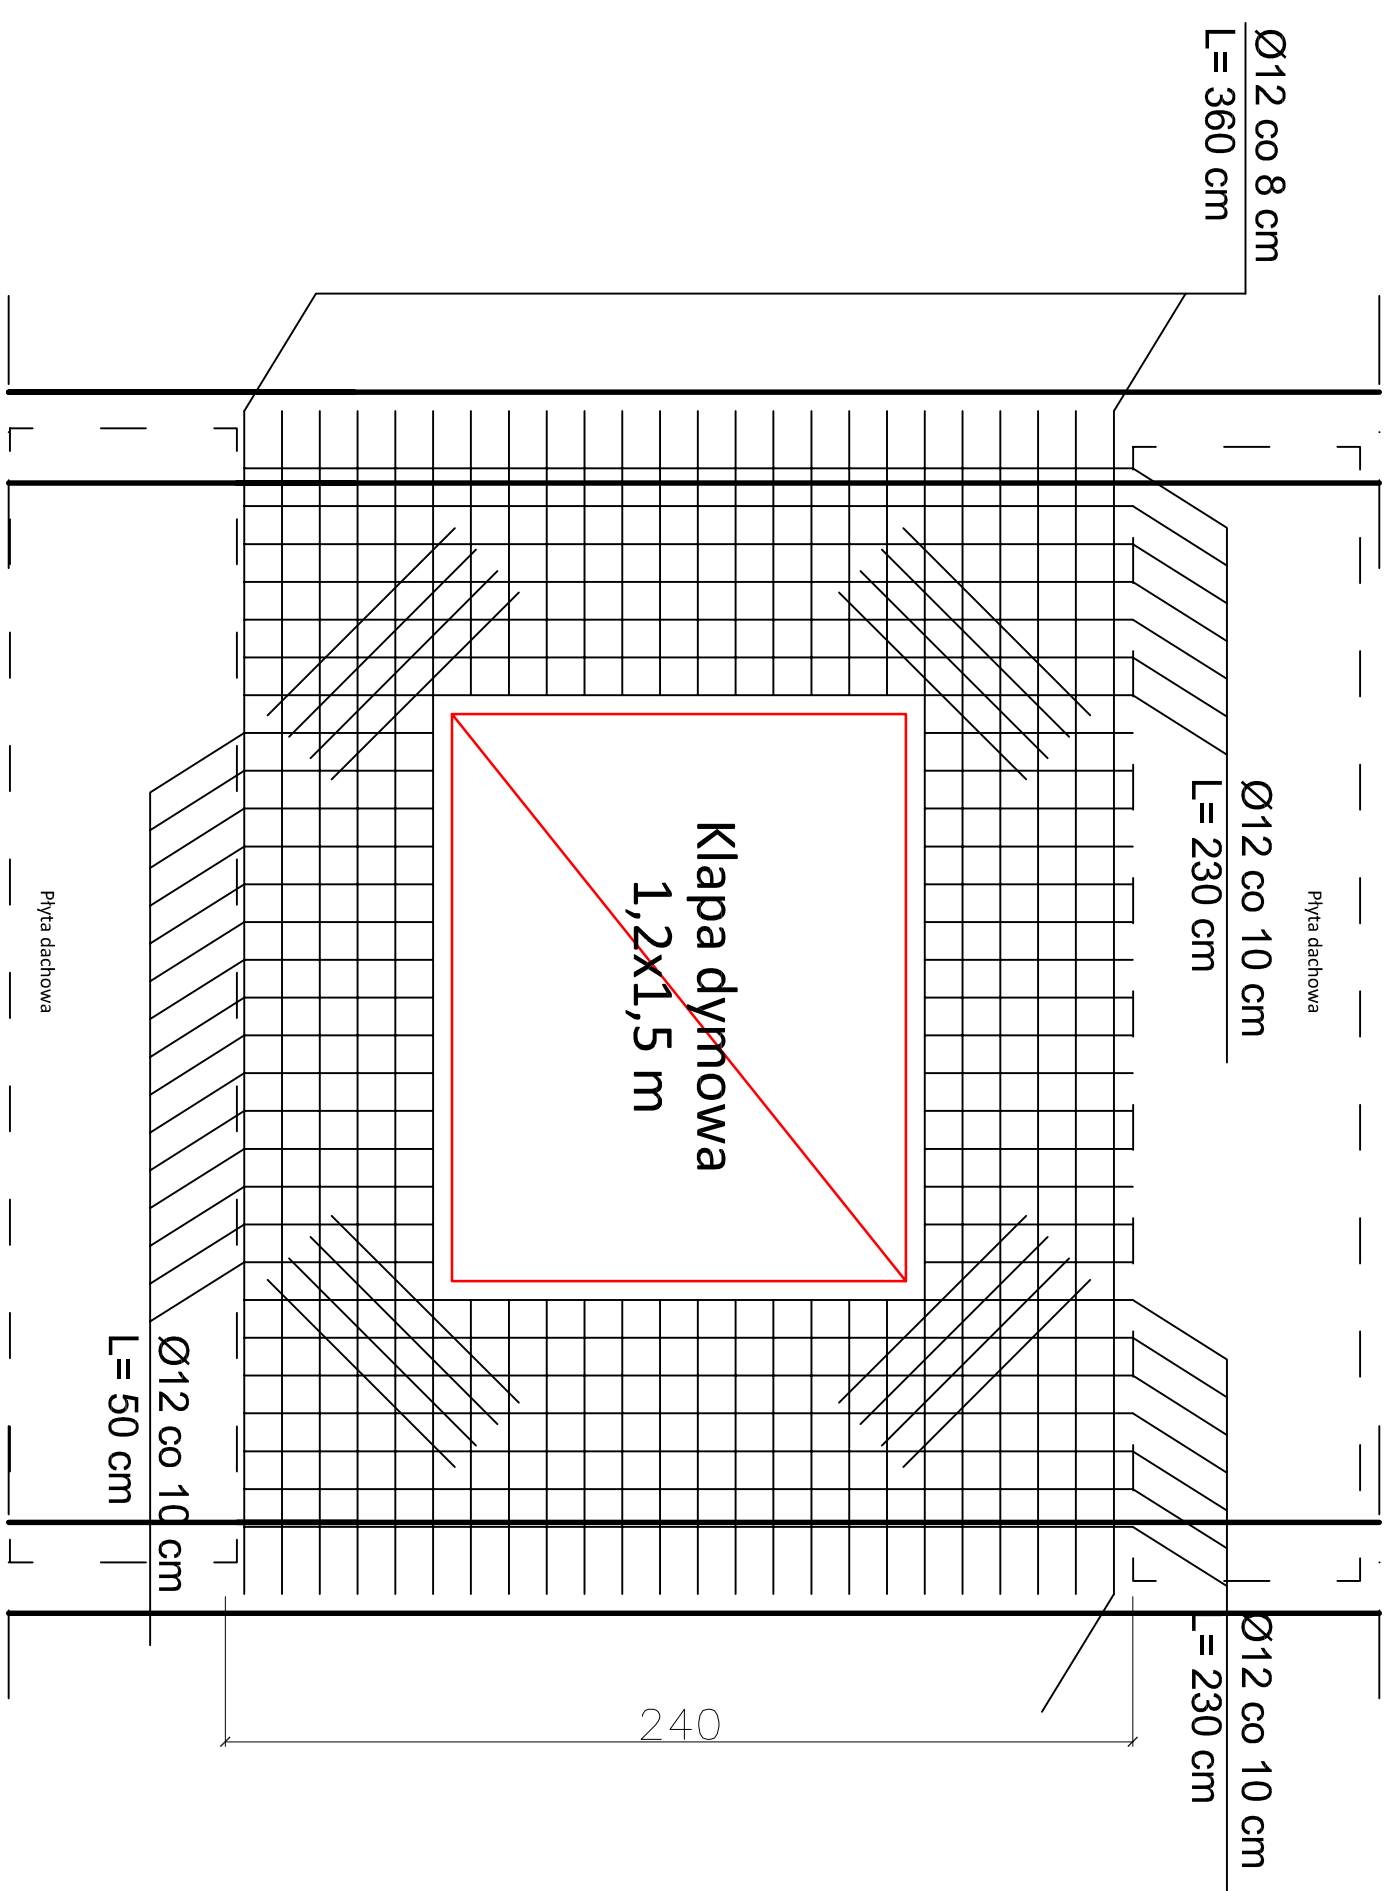 Ø12 co 8 cm
L= 360 cm
Ø12 co 10 cm
L= 230 cm
Płyta dachowa
Klapa dymowa
1,2x1,5 m
Płyta dachowa
Ø12 co 10 cm
L= 50 cm
Ø12 co 10 cm
L= 230 cm
240